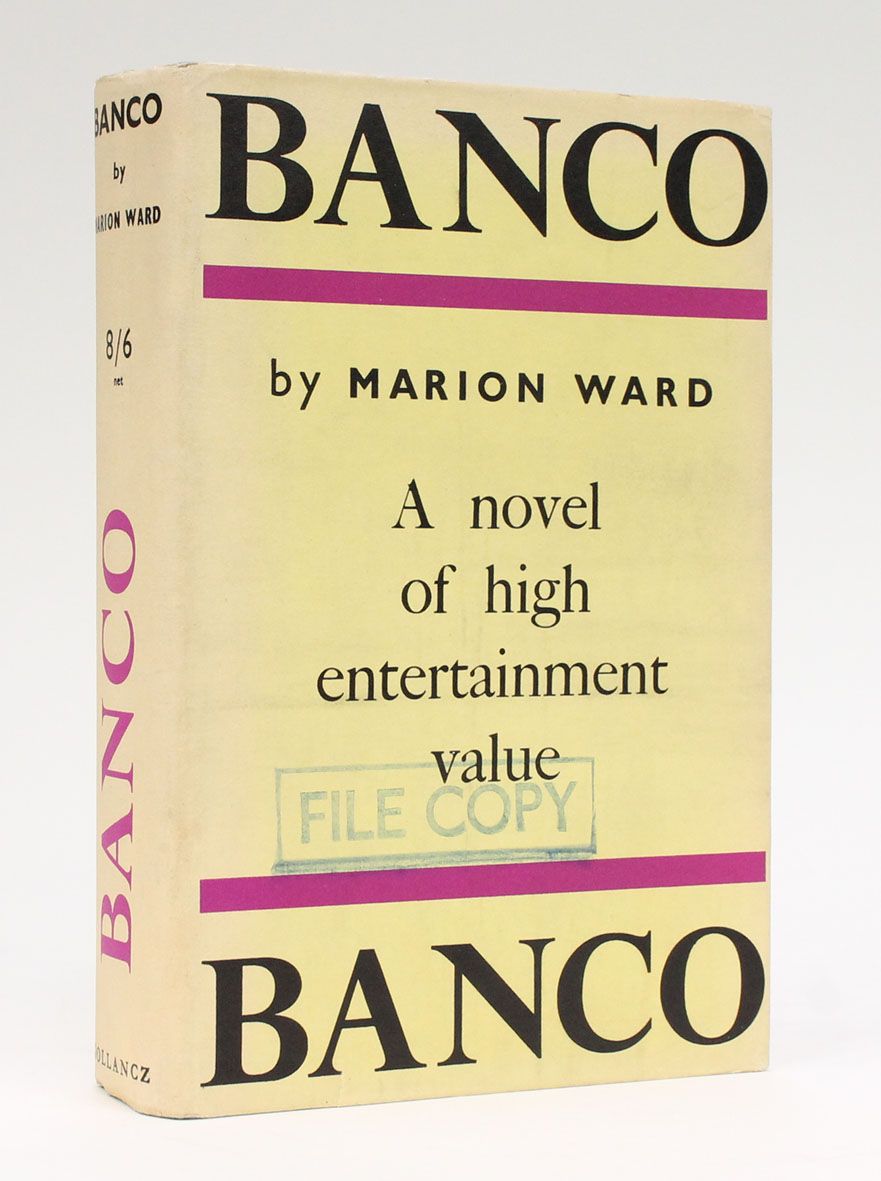 BANCO
by
MARION WARD
8/6
net
BANCO
GOLLANCZ
BANCO
by MARION WARD
A novel
of high
entertainment
value
FILE COPY
BANCO